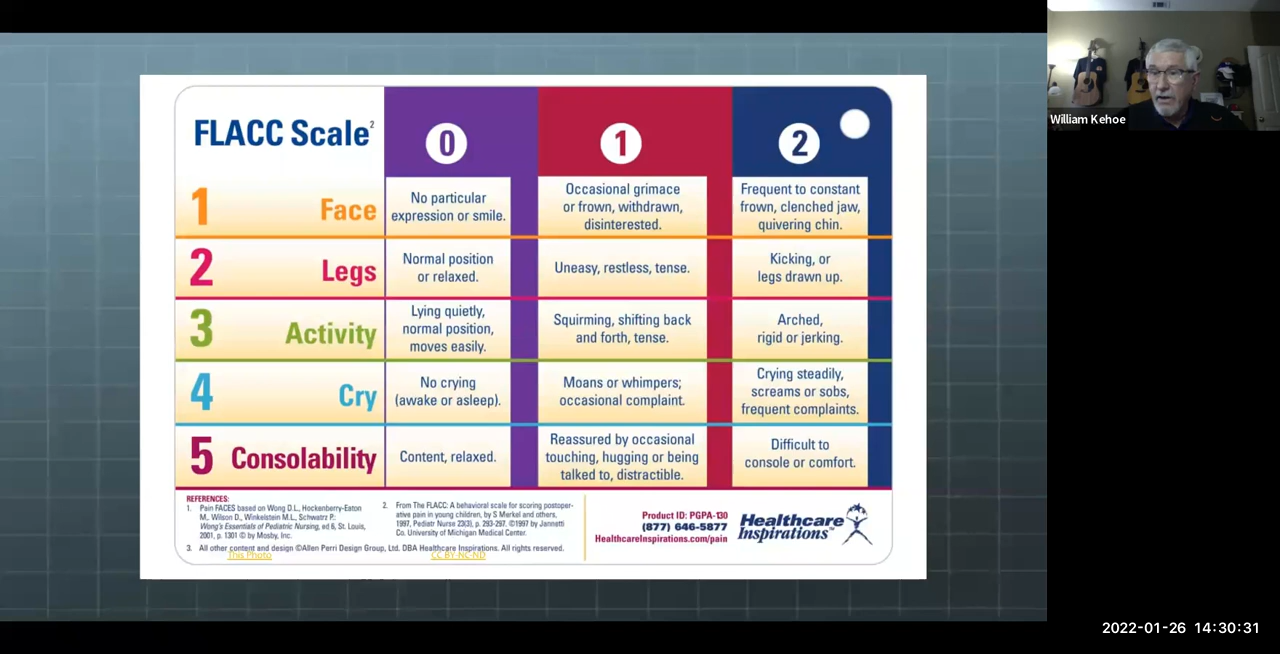 William Kehoe
FLACC Scale2
0
1
2
1 Face
No particular
expression or smile.
Occasional grimace
or frown, withdrawn,
disinterested.
Frequent to constant
frown, clenched jaw,
quivering chin.
2 Legs
Normal position
or relaxed.
Uneasy, restless, tense.
Kicking, or
legs drawn up.
3 Activity
Lying quietly,
normal position,
moves easily.
Squirming, shifting back
and forth, tense.
Arched,
rigid or jerking.
4 Cry
No crying
(awake or asleep).
Moans or whimpers;
occasional complaint.
Crying steadily,
screams or sobs,
frequent complaints.
5 Consolability
Content, relaxed.
Reassured by occasional
touching, hugging or being
talked to, distractible.
Difficult to
console or comfort.
REFERENCES:
1. Pain FACES based on Wong D.L., Hockenberry-Eaton
M., Wilson D., Winkelstein M.L., Schwatrz P.:
Wong's Essentials of Pediatric Nursing, ed 6, St. Louis,
2001, p. 1301 © by Mosby, Inc.
2. From The FLACC: A behavioral scale for scoring postoper-
ative pain in young children, by S Merkel and others,
1997, Pediatr Nurse 23(3), p. 293-297. ©1997 by Jannetti
Co. University of Michigan Medical Center.
3. All other content and design ©Allen Perri Design Group, Ltd. DBA Healthcare Inspirations. All rights reserved.
This Photo
CC BY-NC-ND
Product ID: PGPA-130
(877) 646-5877
HealthcareInspirations.com/pain
Healthcare
Inspirations™
2022-01-26 14:30:31